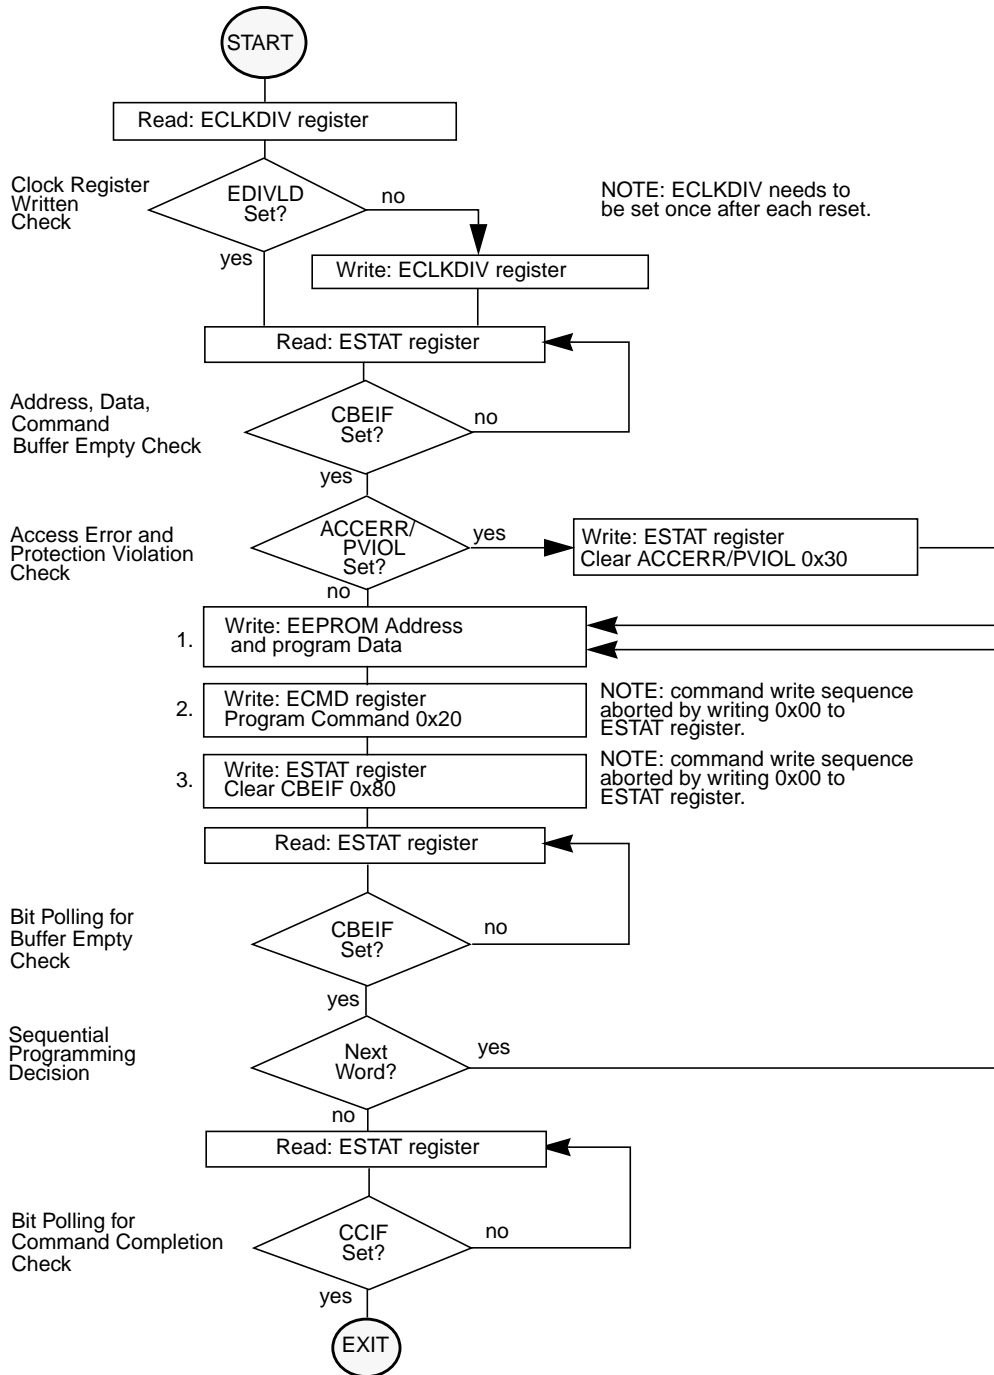 START
Read: ECLKDIV register
Clock Register
Written
Check
EDIVLD
Set?
no
yes
NOTE: ECLKDIV needs to
be set once after each reset.
Write: ECLKDIV register
Read: ESTAT register
Address, Data,
Command
Buffer Empty Check
CBEIF
Set?
no
yes
Access Error and
Protection Violation
Check
ACCERR/
PVIOL
Set?
yes
no
Write: ESTAT register
Clear ACCERR/PVIOL 0x30
1.
Write: EEPROM Address
and program Data
2.
Write: ECMD register
Program Command 0x20
NOTE: command write sequence
aborted by writing 0x00 to
ESTAT register.
3.
Write: ESTAT register
Clear CBEIF 0x80
NOTE: command write sequence
aborted by writing 0x00 to
ESTAT register.
Read: ESTAT register
Bit Polling for
Buffer Empty
Check
CBEIF
Set?
no
yes
Sequential
Programming
Decision
Next
Word?
yes
no
Read: ESTAT register
Bit Polling for
Command Completion
Check
CCIF
Set?
no
yes
EXIT